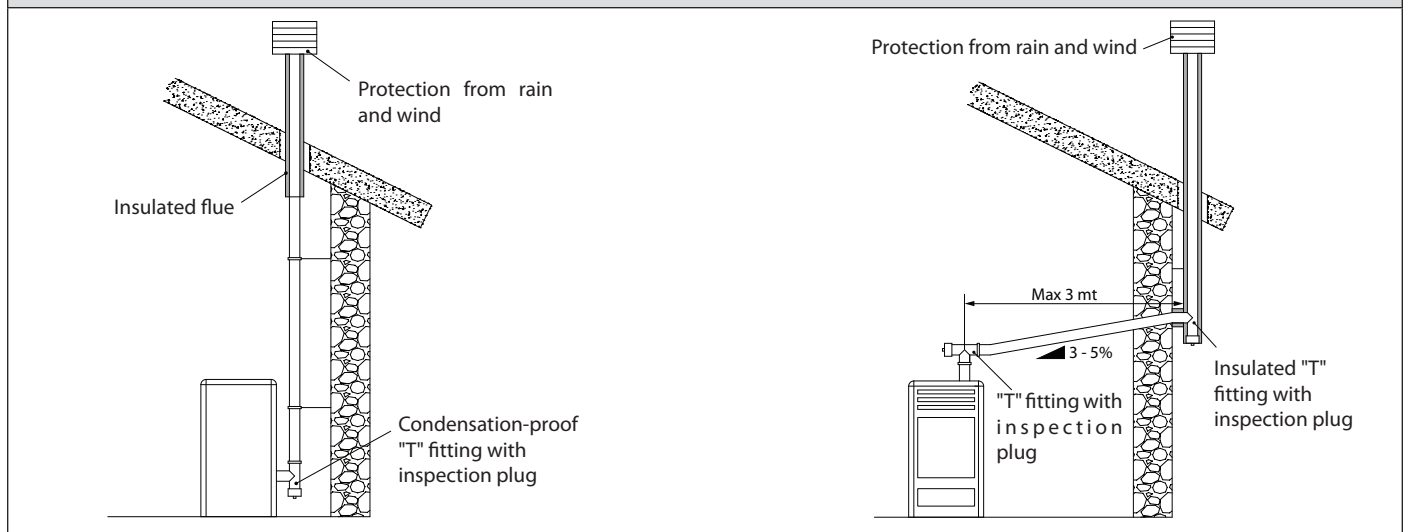 Protection from rain
and wind
Insulated flue
Condensation-proof
"T" fitting with
inspection plug
Protection from rain and wind
Max 3 mt
3 - 5%
"T" fitting with
inspection
plug
Insulated "T"
fitting with
inspection plug